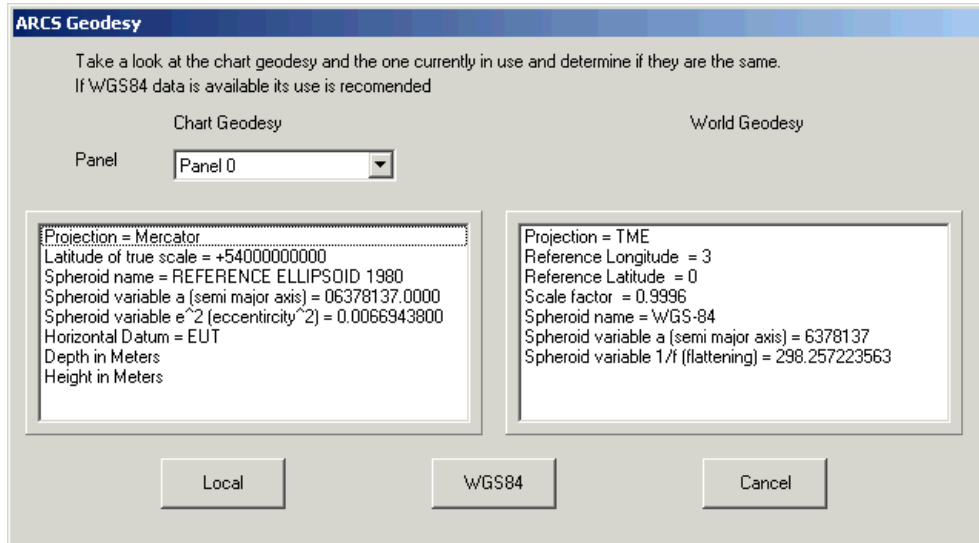 ARCS Geodesy
Take a look at the chart geodesy and the one currently in use and determine if they are the same.
If WGS84 data is available its use is recomended
Chart Geodesy
World Geodesy
Panel
Panel 0
Projection = Mercator
Latitude of true scale = +54000000000
Spheroid name = REFERENCE ELLIPSOID 1980
Spheroid variable a (semi major axis) = 06378137.0000
Spheroid variable e^2 (eccentircity^2) = 0.0066943800
Horizontal Datum = EUT
Depth in Meters
Height in Meters
Projection = TME
Reference Longitude = 3
Reference Latitude = 0
Scale factor = 0.9996
Spheroid name = WGS-84
Spheroid variable a (semi major axis) = 6378137
Spheroid variable 1/f (flattening) = 298.257223563
Local
WGS84
Cancel